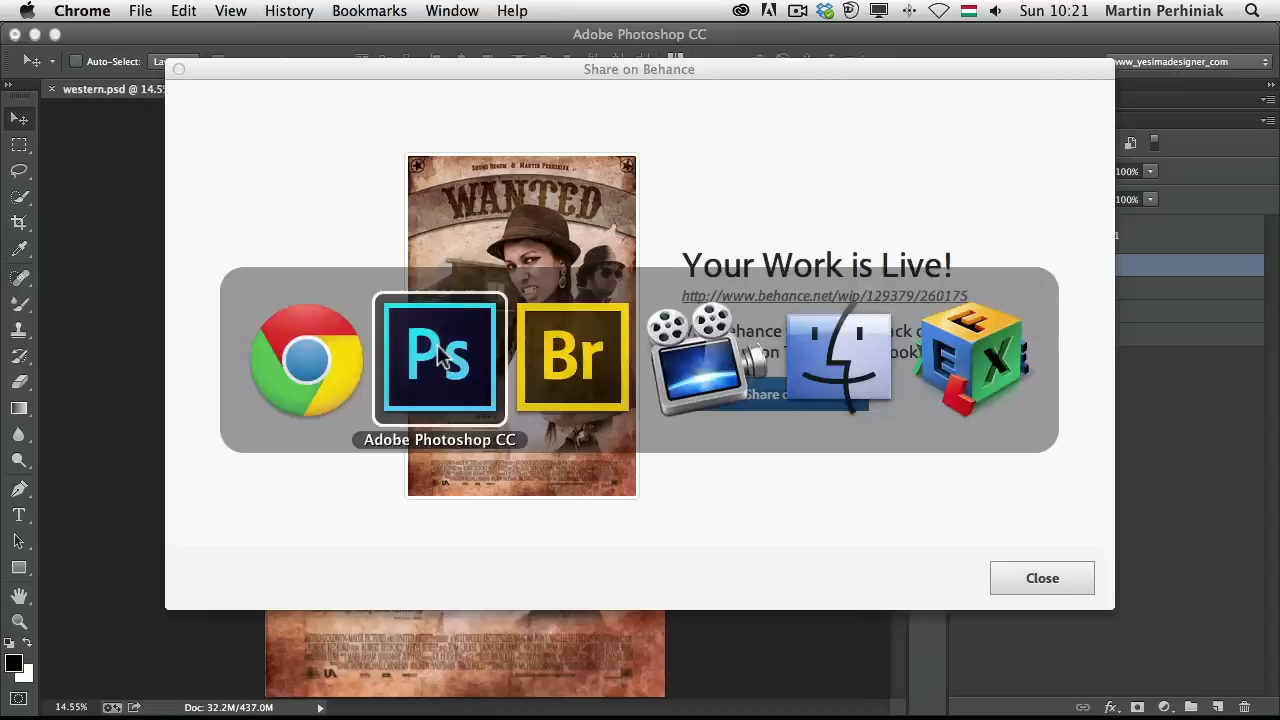 Chrome File Edit View History Bookmarks Window Help Sun 10:21 Martin Perhiniak
Adobe Photoshop CC
Auto-Select:
www_yesimadesigner_com
Share on Behance
western.psd @ 14.5
WANTED
100%
100%
Your Work is Live!
http://www.behance.net/wip/129379/260175
Ps
Br
Adobe Photoshop CC
Close
14.55% Doc: 32.2M/437.0M